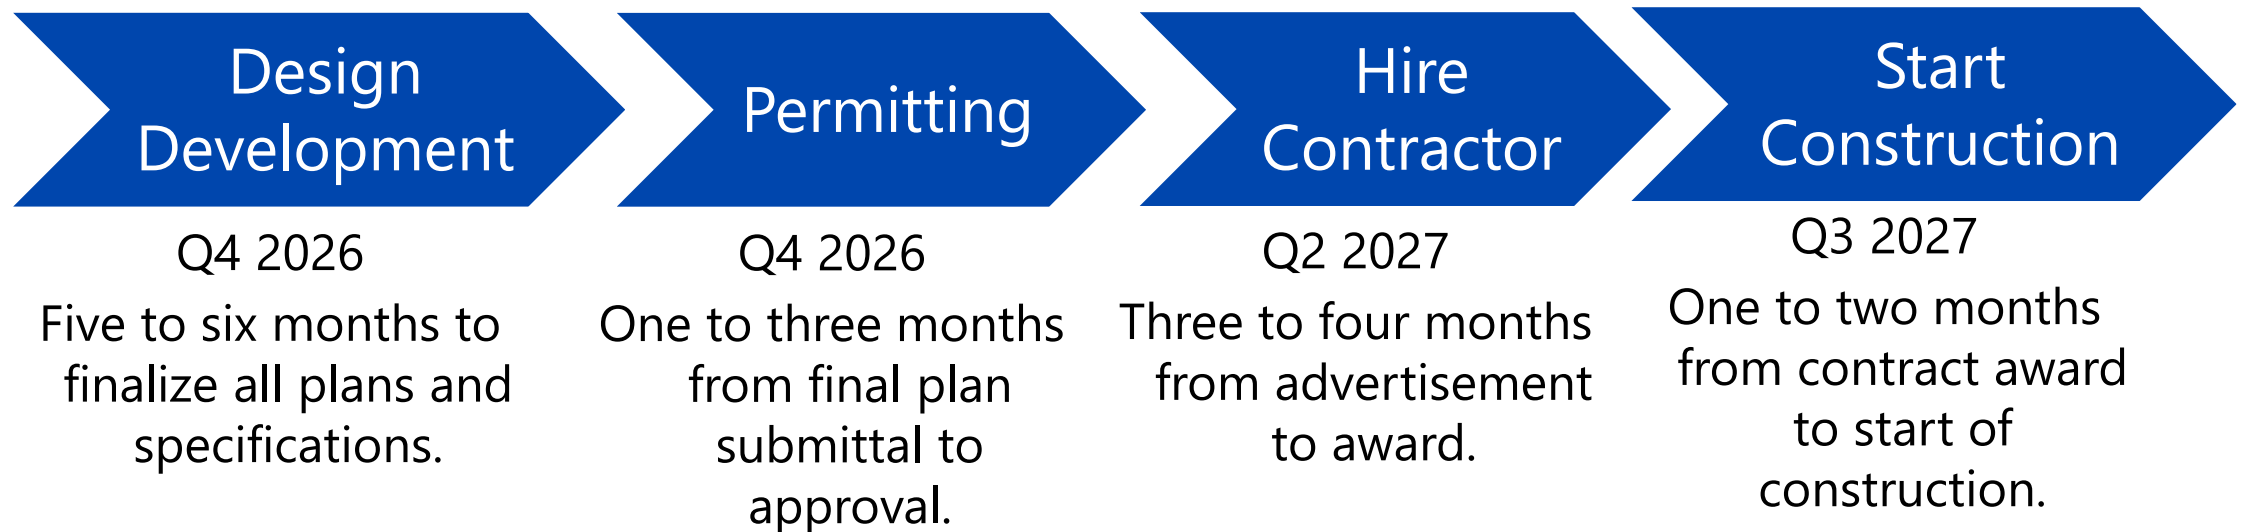 Design
Development
Q4 2026
Five to six months to
finalize all plans and
specifications.
Permitting
Q4 2026
One to three months
from final plan
submittal to
approval.
Hire
Contractor
Q2 2027
Three to four months
from advertisement
to award.
Start
Construction
Q3 2027
One to two months
from contract award
to start of
construction.